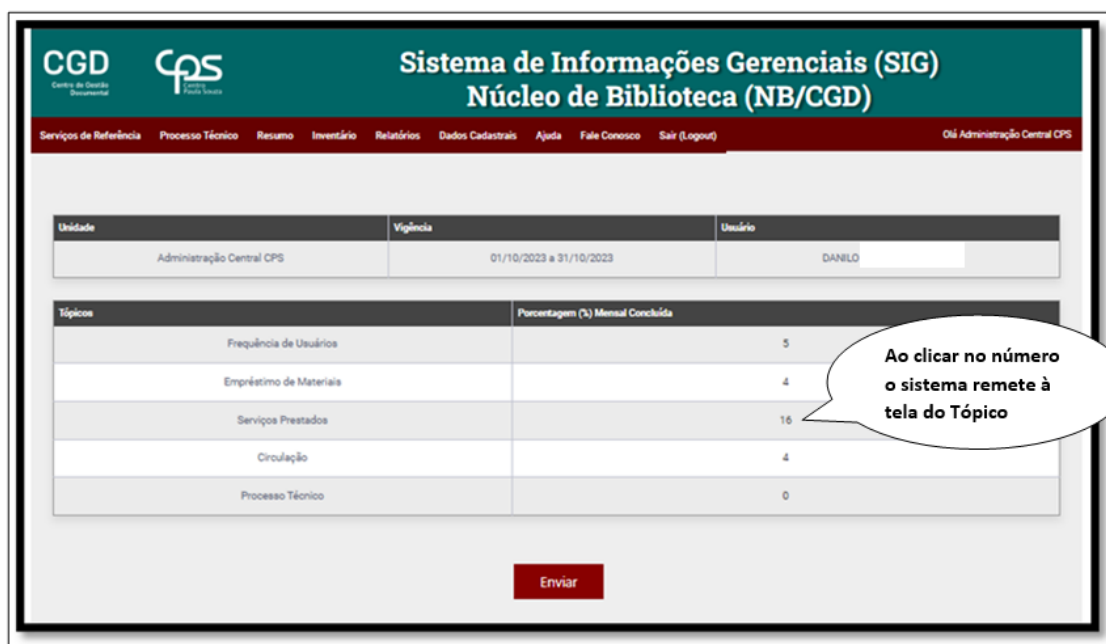 CGD
Centro de Gestão
Documental
Cps
Centro
Paula Souza
Sistema de Informações Gerenciais (SIG)
Núcleo de Biblioteca (NB/CGD)
Serviços de Referência Processo Técnico Resumo Inventário Relatórios Dados Cadastrais Ajuda Fale Conosco Sair (Logout) Olá Administração Central CPS
Unidade Vigência Usuário
Administração Central CPS 01/10/2023 a 31/10/2023 DANILO
Tópicos Porcentagem (%) Mensal Concluída
Frequência de Usuários 5
Empréstimo de Materiais 4
Serviços Prestados 16
Circulação 4
Processo Técnico 0
Ao clicar no número
o sistema remete à
tela do Tópico
Enviar